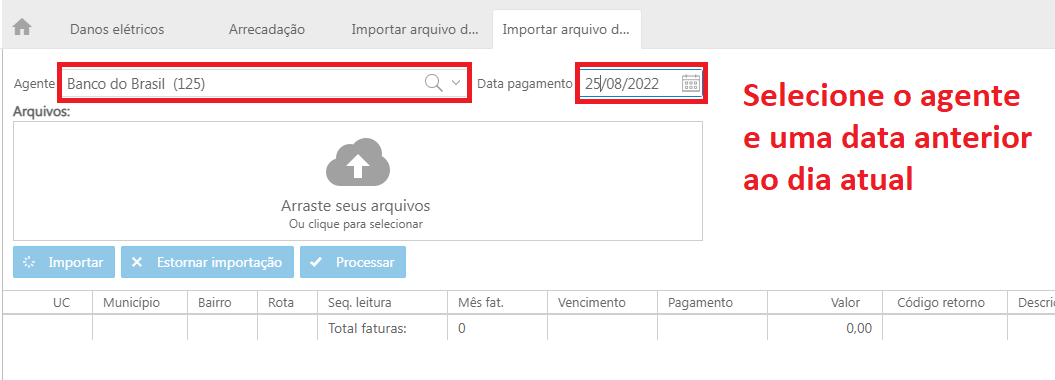 Danos elétricos Arrecadação Importar arquivo d... Importar arquivo d...
Agente Banco do Brasil (125) Data pagamento 25/08/2022
Selecione o agente
e uma data anterior
ao dia atual
Arquivos:
Arraste seus arquivos
Ou clique para selecionar
Importar Estornar importação Processar
UC Município Bairro Rota Seq. leitura Mês fat. Vencimento Pagamento Valor Código retorno Descri
Total faturas: 0 0,00